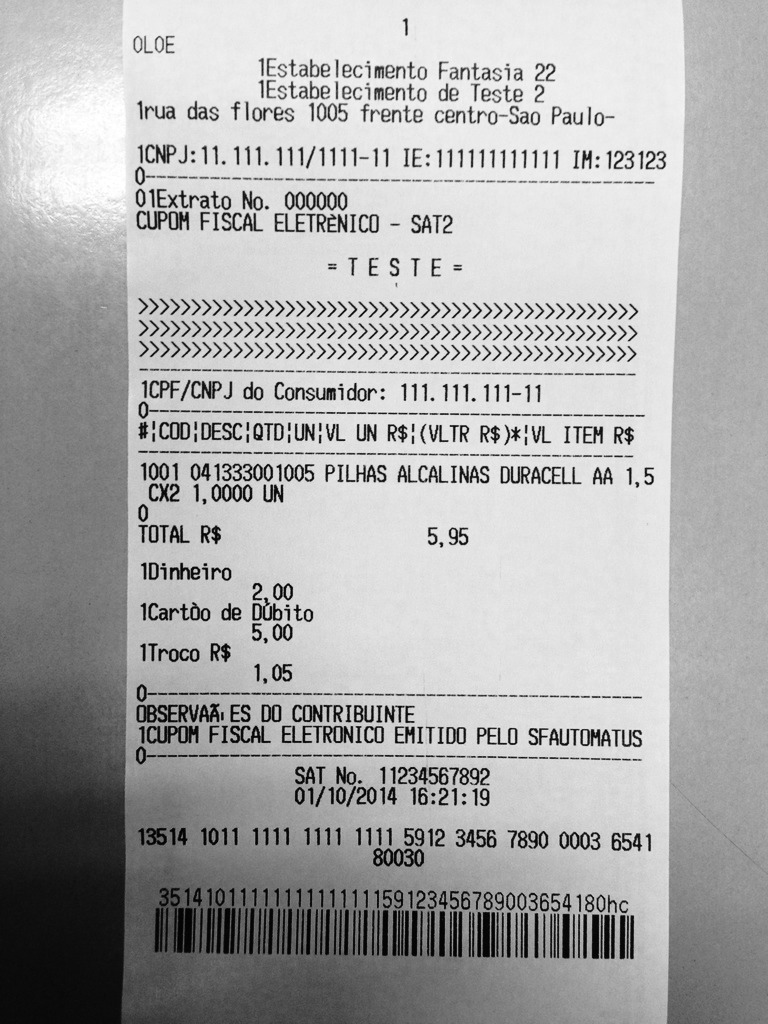 1
OLOE
1Estabelecimento Fantasia 22
1Estabelecimento de Teste 2
1rua das flores 1005 frente centro-Sao Paulo-
1CNPJ:11.111.111/1111-11 IE:111111111111 IM:123123
0------------------------------------------------
01Extrato No. 000000
CUPOM FISCAL ELETRÈNICO - SAT2
= T E S T E =
>>>>>>>>>>>>>>>>>>>>>>>>>>>>>>>>>>>>>>>>>>>>>>>
>>>>>>>>>>>>>>>>>>>>>>>>>>>>>>>>>>>>>>>>>>>>>>>
>>>>>>>>>>>>>>>>>>>>>>>>>>>>>>>>>>>>>>>>>>>>>>>
------------------------------------------------
1CPF/CNPJ do Consumidor: 111.111.111-11
0------------------------------------------------
#¦COD¦DESC¦QTD¦UN¦VL UN R$¦(VLTR R$)*¦VL ITEM R$
------------------------------------------------
1001 041333001005 PILHAS ALCALINAS DURACELL AA 1,5
CX2 1,0000 UN
0
TOTAL R$ 5,95
1Dinheiro
2,00
1Cartòo de DÛbito
5,00
1Troco R$
1,05
0------------------------------------------------
OBSERVAÃıES DO CONTRIBUINTE
1CUPOM FISCAL ELETRONICO EMITIDO PELO SFAUTOMATUS
0------------------------------------------------
SAT No. 11234567892
01/10/2014 16:21:19
13514 1011 1111 1111 1111 5912 3456 7890 0003 6541
80030
35141011111111111111591234567890003654180hc